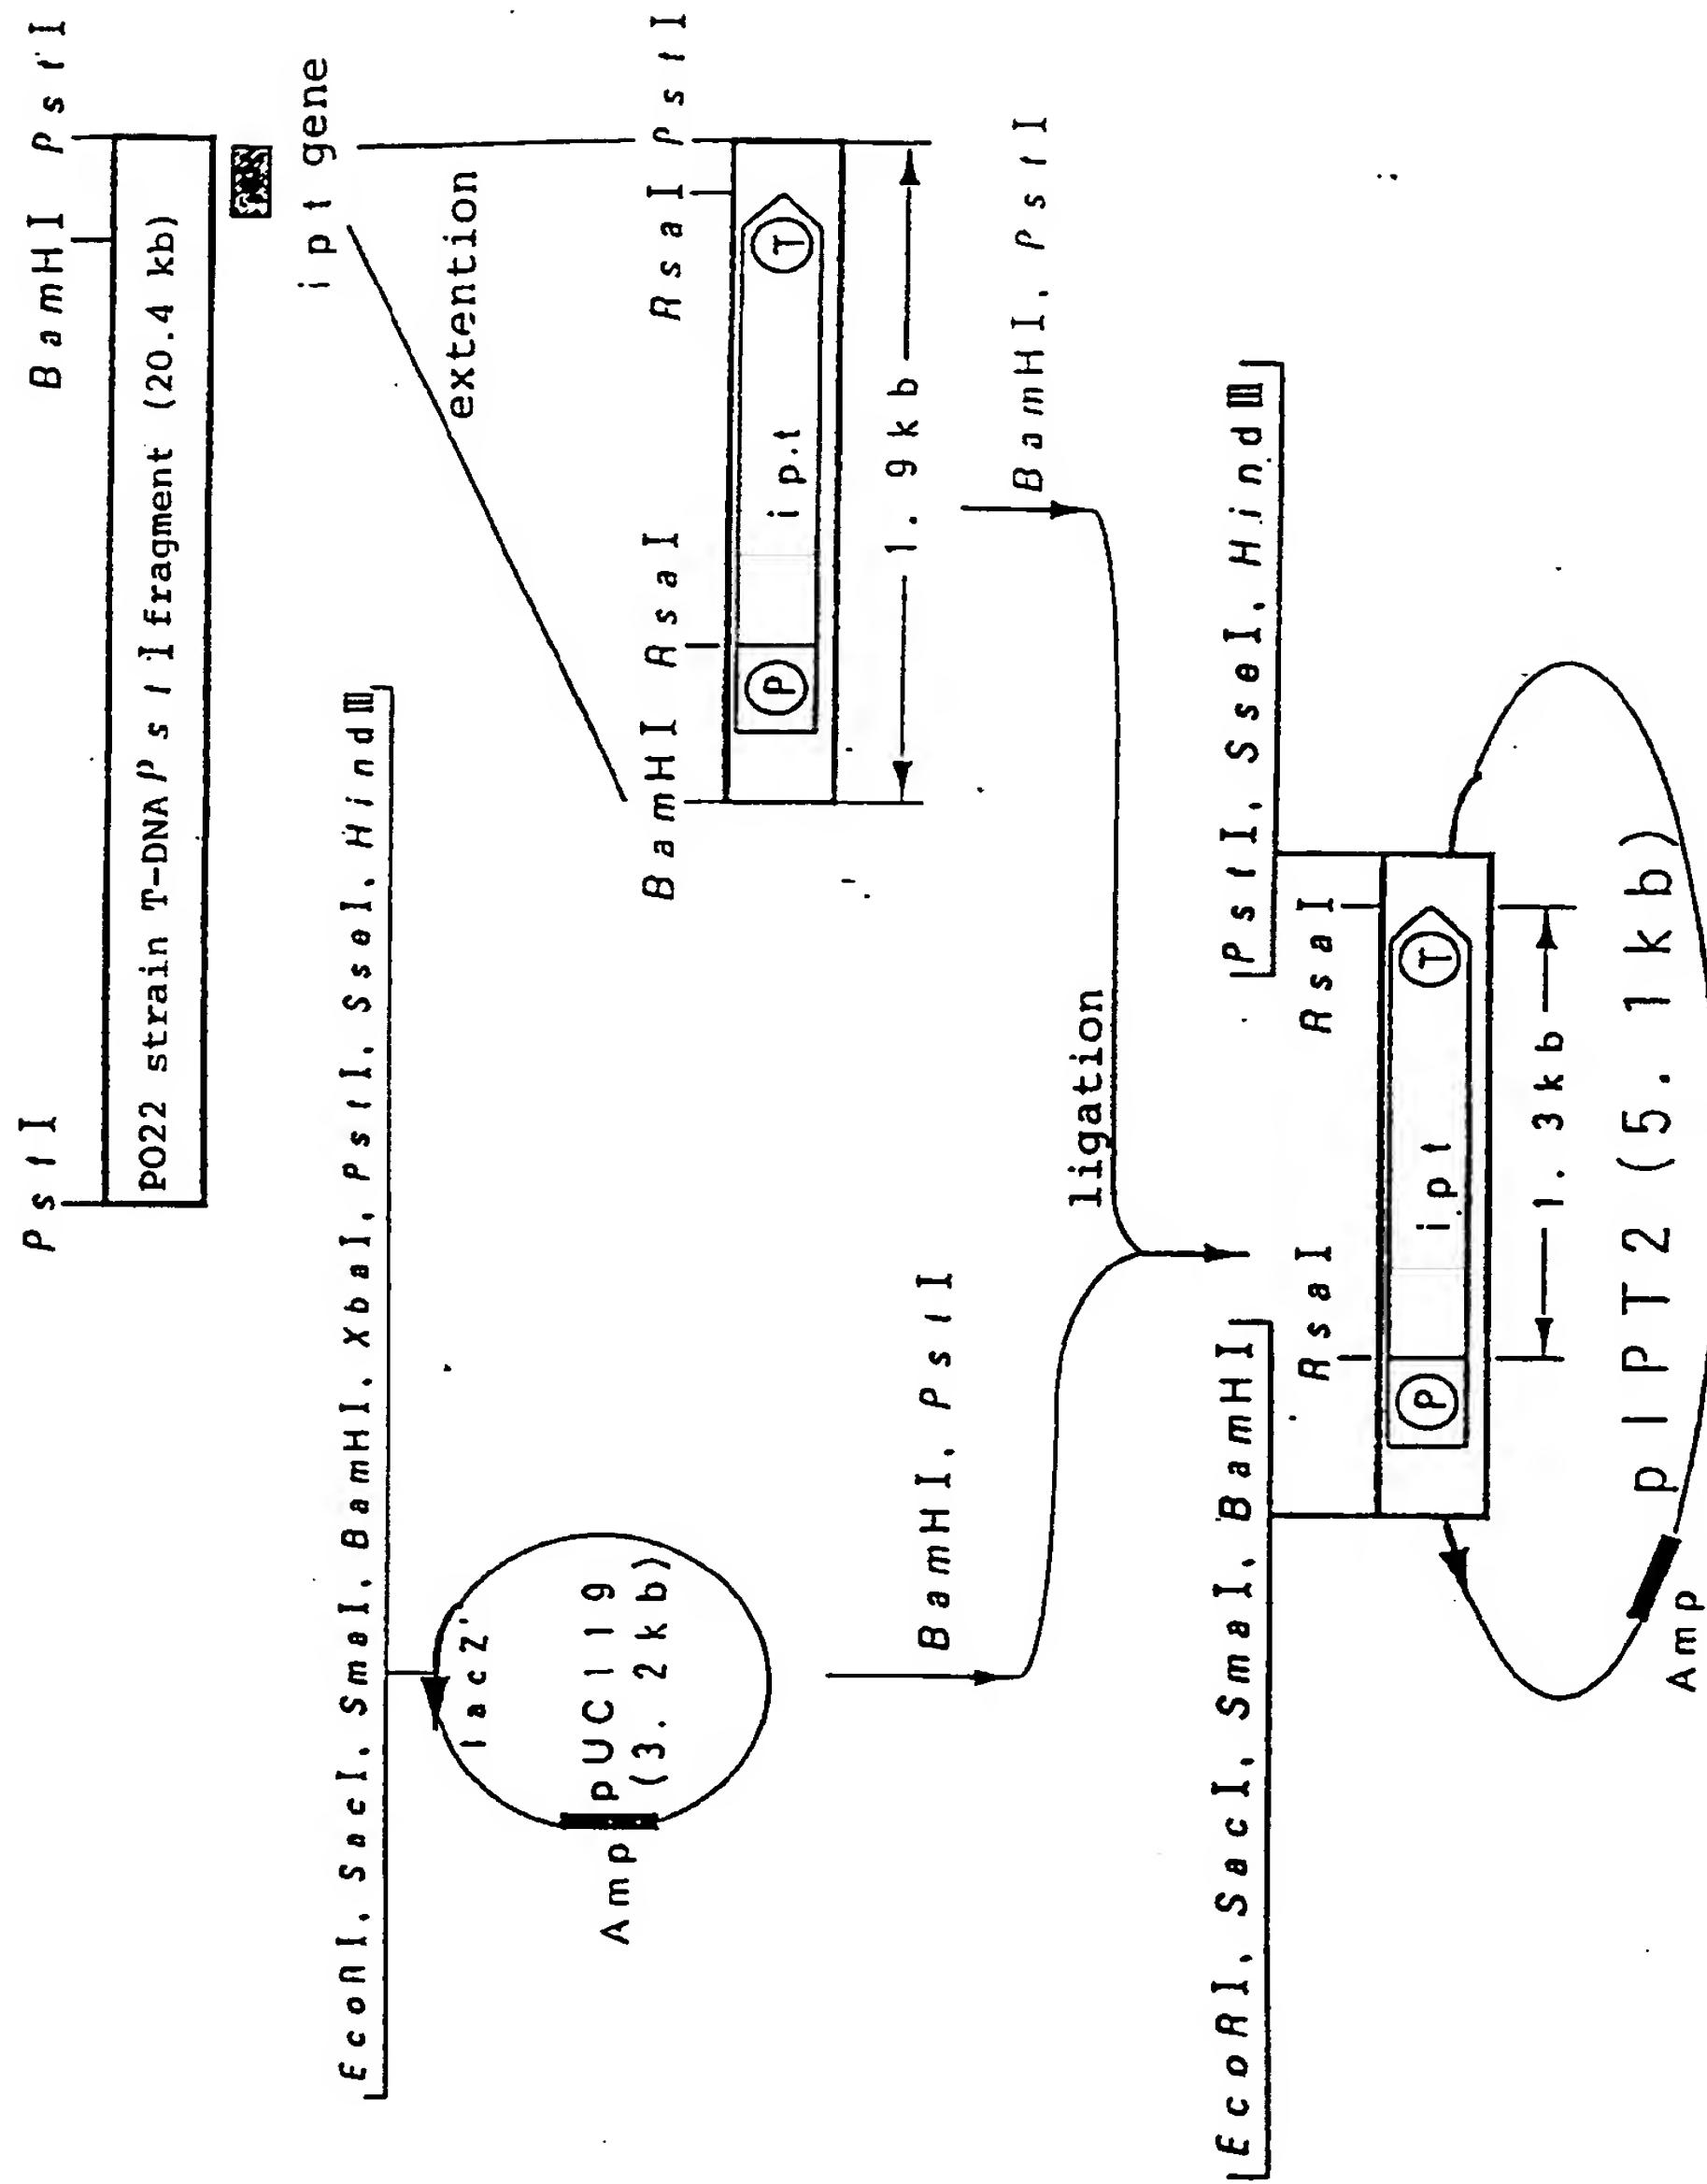 PstI
BamHI
PstI
PO22 strain T-DNA PstI fragment (20.4 kb)
ipt gene
extention
EcoRI, SacI, SmaI, BamHI, XbaI, PstI, SseI, HindⅢ
lacZ'
pUC119
(3.2kb)
Amp
BamHI
RsaI
RsaI
PstI
P
ip.t
T
1.9kb
BamHI, PstI
BamHI, PstI
ligation
EcoRI, SacI, SmaI, BamHI
PstI, SseI, HindⅢ
RsaI
RsaI
P
ipt
T
1.3kb
pIPT2 (5.1kb)
Amp